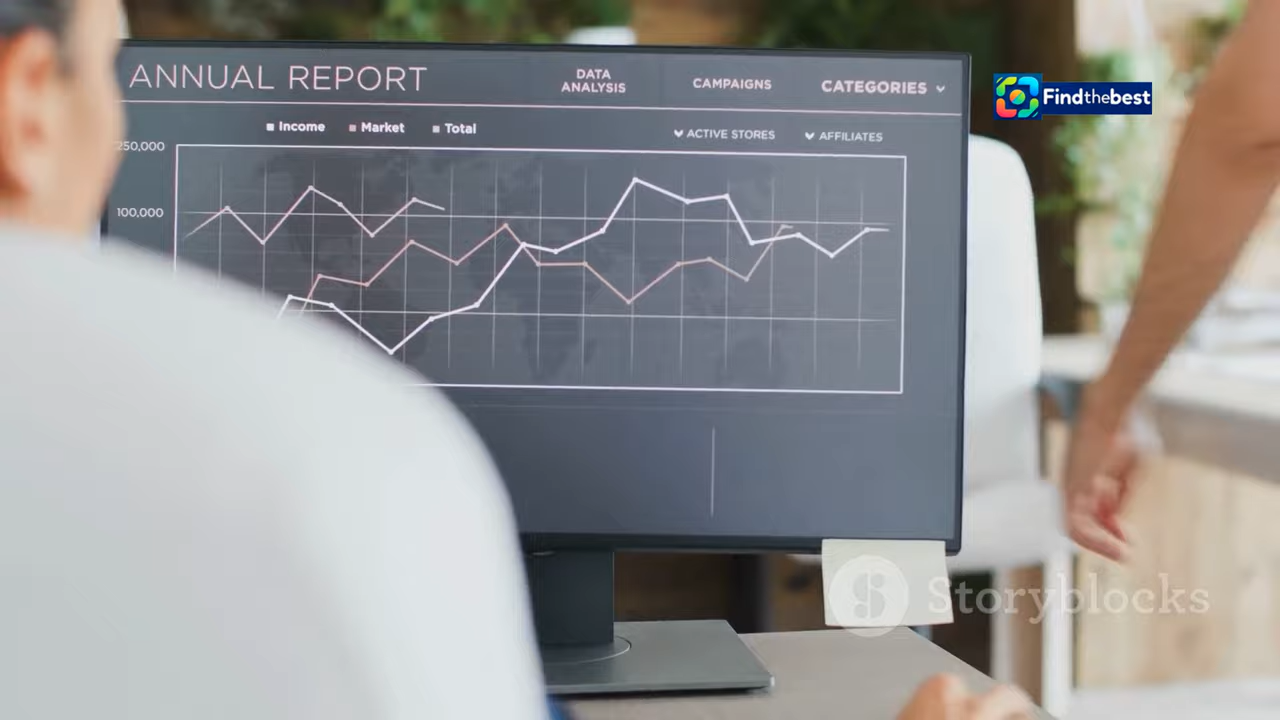 ANNUAL REPORT
DATA
ANALYSIS
CAMPAIGNS
CATEGORIES
Income
Market
Total
ACTIVE STORES
AFFILIATES
250,000
100,000
Findthebest
Storyblocks